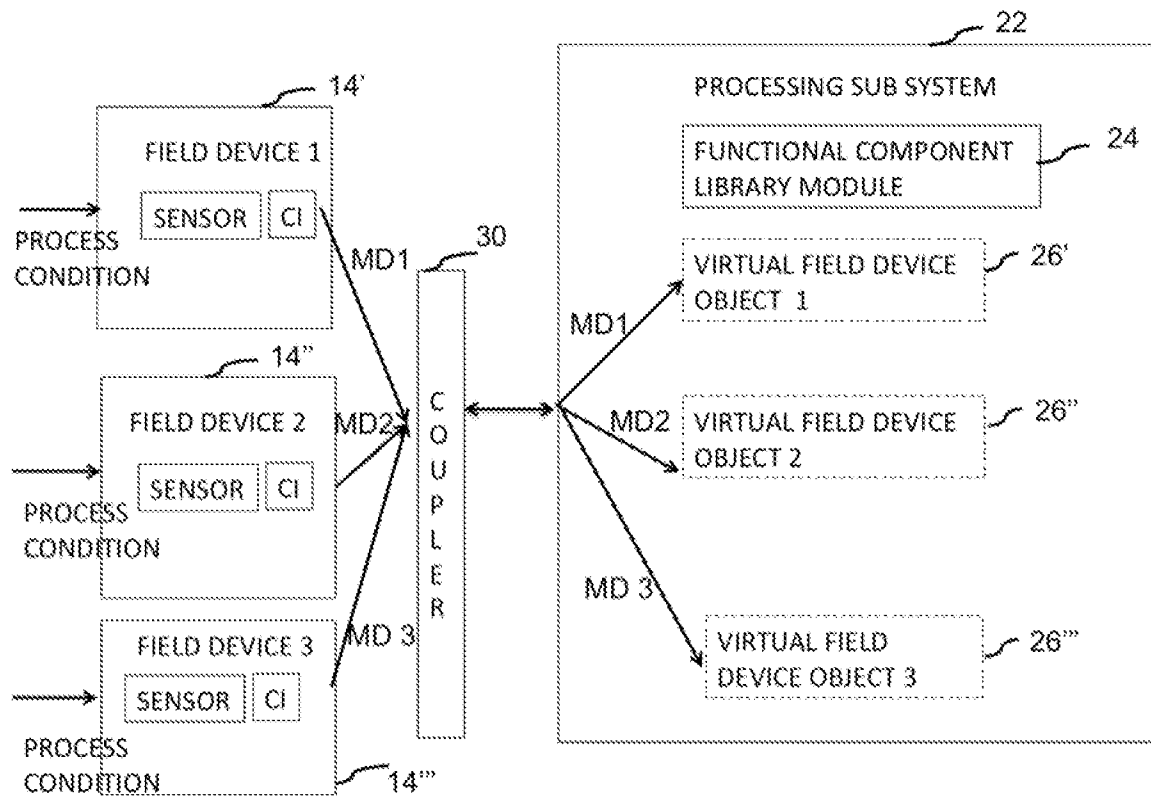 22
14'
PROCESSING SUB SYSTEM
FIELD DEVICE 1
24
FUNCTIONAL COMPONENT
LIBRARY MODULE
SENSOR CI
PROCESS
CONDITION
MD1
30
26'
VIRTUAL FIELD DEVICE
OBJECT 1
MD1
14''
FIELD DEVICE 2
MD2
COUPLER
MD2
26''
VIRTUAL FIELD DEVICE
OBJECT 2
SENSOR CI
PROCESS
CONDITION
MD 3
FIELD DEVICE 3
MD 3
SENSOR CI
26'''
VIRTUAL FIELD
DEVICE OBJECT 3
PROCESS
CONDITION
14'''